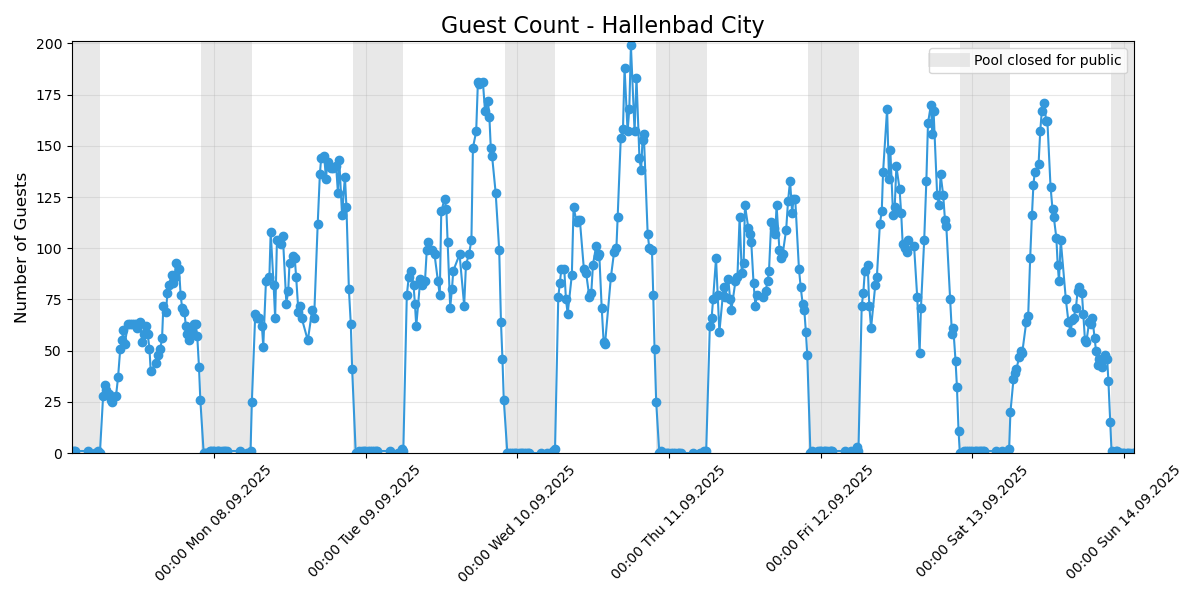 Guest Count - Hallenbad City
Pool closed for public
Number of Guests
200
175
150
125
100
75
50
25
0
00:00 Mon 08.09.2025
00:00 Tue 09.09.2025
00:00 Wed 10.09.2025
00:00 Thu 11.09.2025
00:00 Fri 12.09.2025
00:00 Sat 13.09.2025
00:00 Sun 14.09.2025